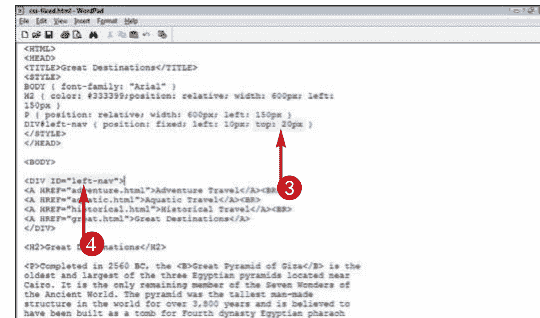 css-fixed.html - WordPad
File Edit View Insert Format Help
<HTML>
<HEAD>
<TITLE>Great Destinations</TITLE>
<STYLE>
BODY { font-family: "Arial" }
H2 { color: #333399;position: relative; width: 600px; left:
150px }
P { position: relative; width: 600px; left: 150px }
DIV#left-nav { position: fixed; left: 10px; top: 20px }
</STYLE>
</HEAD>
<BODY>
3
<DIV ID="left-nav">
<A HREF="adventure.html">Adventure Travel</A><BR>
<A HREF="aquatic.html">Aquatic Travel</A><BR>
<A HREF="historical.html">Historical Travel</A><BR>
<A HREF="great.html">Great Destinations</A>
</DIV>
4
<H2>Great Destinations</H2>
<P>Completed in 2560 BC, the <B>Great Pyramid of Giza</B> is the
oldest and largest of the three Egyptian pyramids located near
Cairo. It is the only remaining member of the Seven Wonders of
the Ancient World. The pyramid was the tallest man-made
structure in the world for over 3,800 years and is believed to
have been built as a tomb for Fourth dynasty Egyptian pharaoh